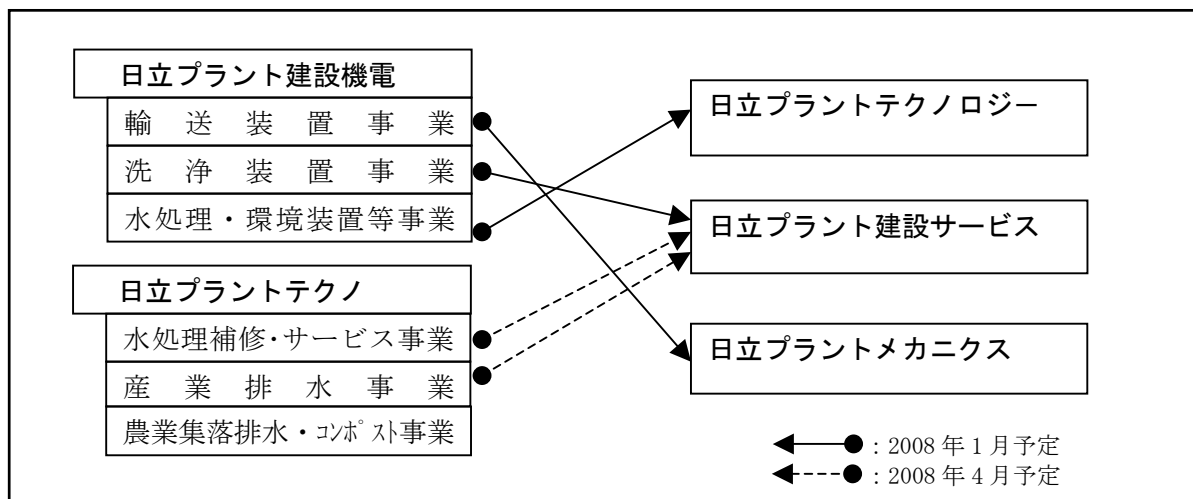 日立プラント建設機電
輸送装置事業
洗浄装置事業
水処理・環境装置等事業
日立プラントテクノ
水処理補修・サービス事業
産業排水事業
農業集落排水・コンポスト事業
日立プラントテクノロジー
日立プラント建設サービス
日立プラントメカニクス
：2008年1月予定
：2008年4月予定